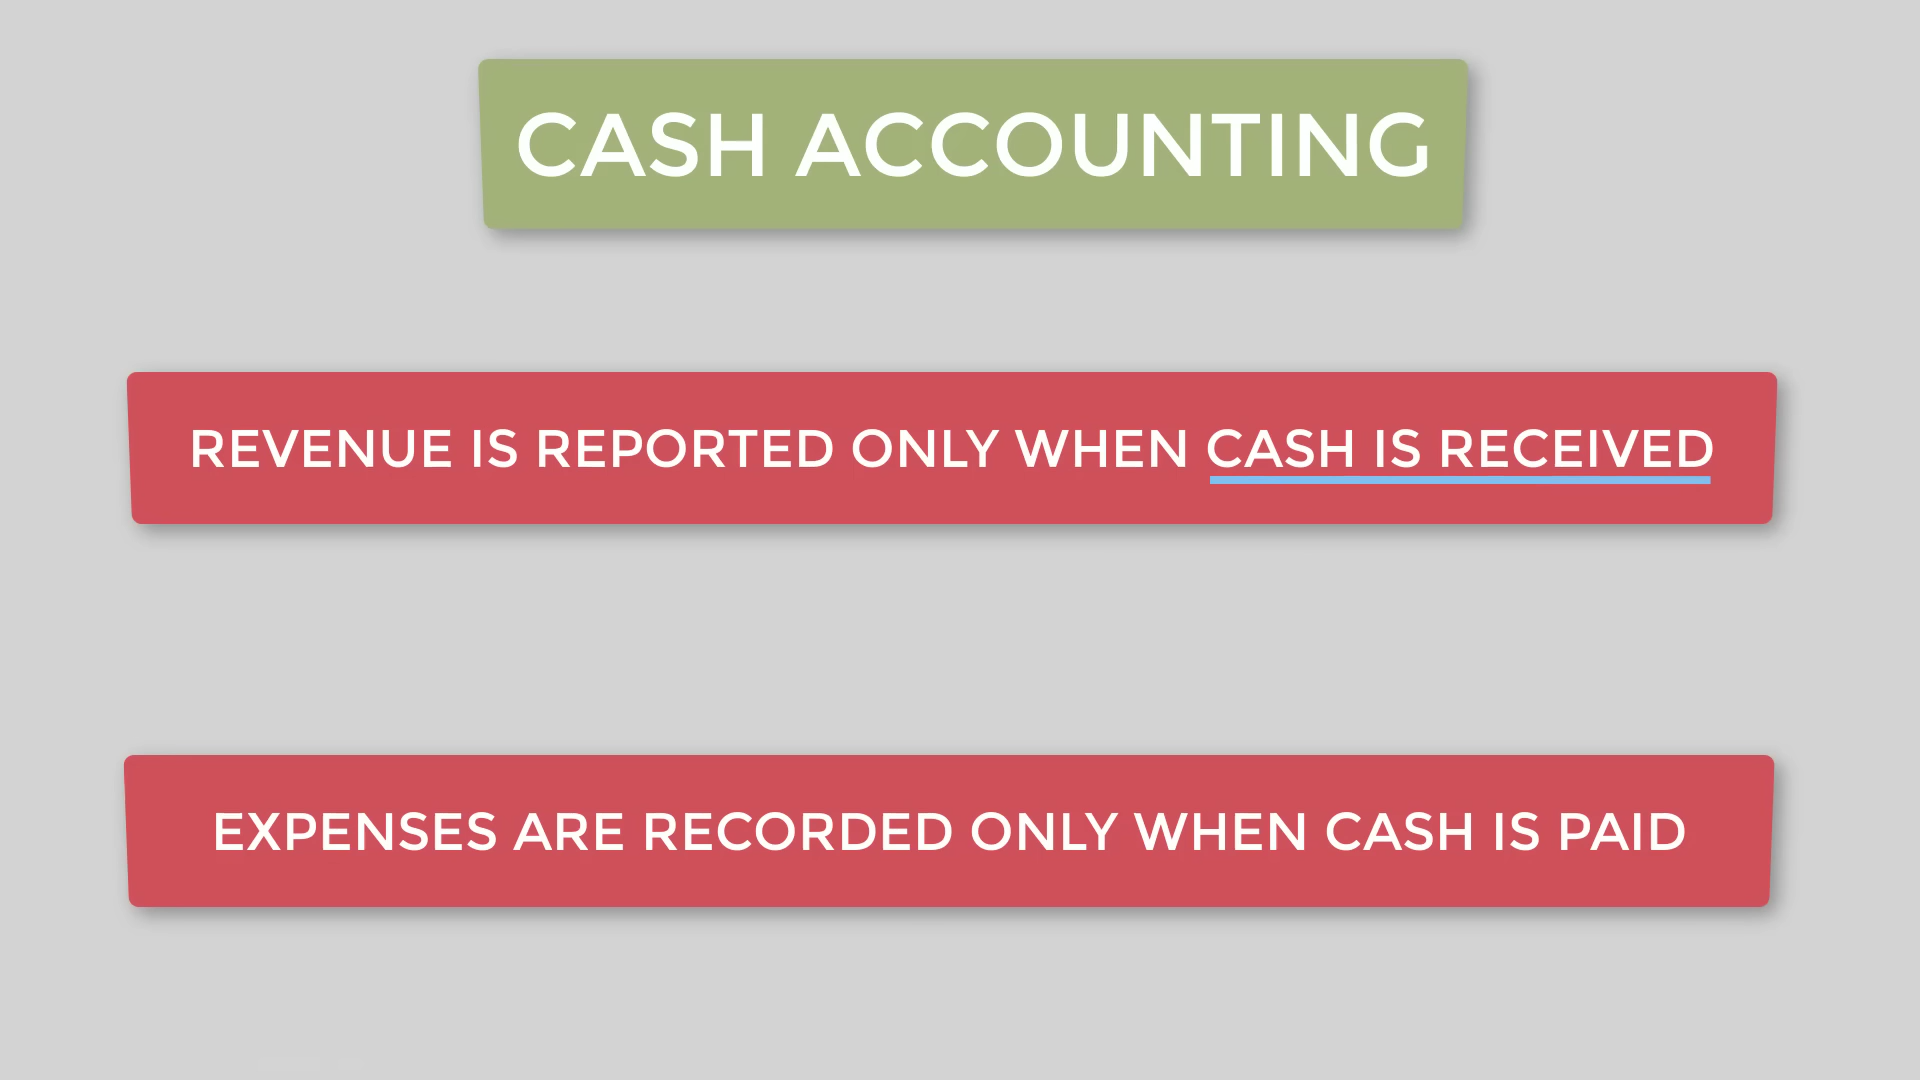 CASH ACCOUNTING
REVENUE IS REPORTED ONLY WHEN CASH IS RECEIVED
EXPENSES ARE RECORDED ONLY WHEN CASH IS PAID